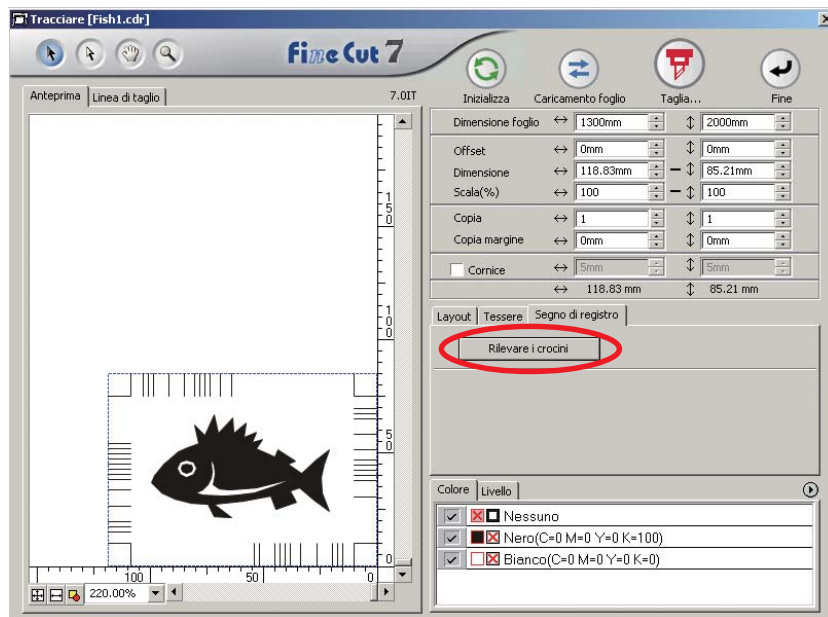 Tracciare [Fish1.cdr]
Fine Cut 7
Inizializza Caricamento foglio Taglia... Fine
Anteprima Linea di taglio 7.0IT
Dimensione foglio 1300mm 2000mm
Offset 0mm 0mm
Dimensione 118.83mm 85.21mm
Scala(%) 100 100
Copia 1 1
Copia margine 0mm 0mm
Cornice 5mm 5mm
118.83 mm 85.21 mm
Layout Tessere Segno di registro
Rilevare i crocini
150
100
50
0
100 50 0
220.00%
Colore Livello
Nessuno
Nero(C=0 M=0 Y=0 K=100)
Bianco(C=0 M=0 Y=0 K=0)